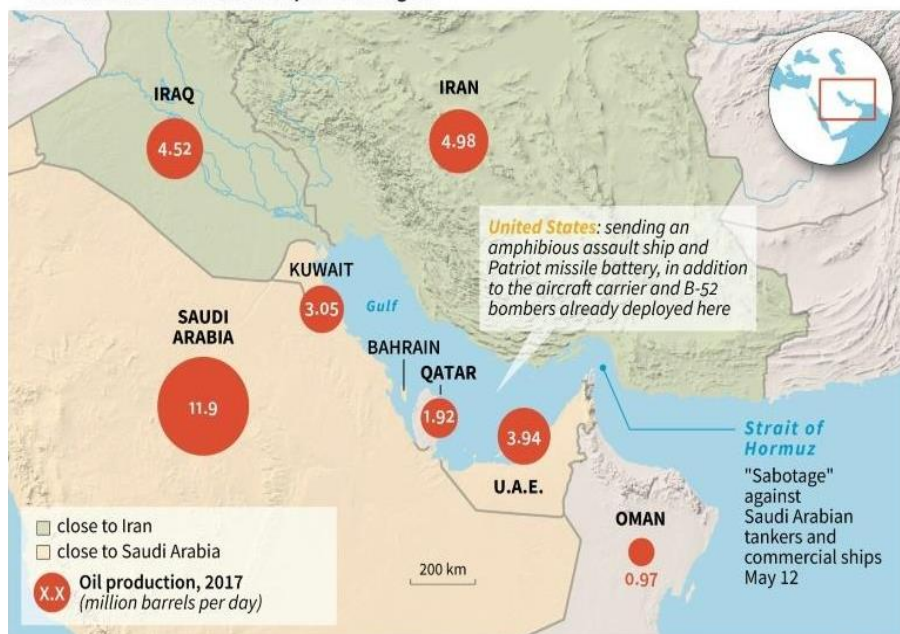 IRAQ
4.52
IRAN
4.98
United States: sending an
amphibious assault ship and
Patriot missile battery, in addition
to the aircraft carrier and B-52
bombers already deployed here
KUWAIT
3.05
Gulf
SAUDI
ARABIA
11.9
BAHRAIN
QATAR
1.92
3.94
U.A.E.
Strait of
Hormuz
"Sabotage"
against
Saudi Arabian
tankers and
commercial ships
May 12
OMAN
0.97
200 km
close to Iran
close to Saudi Arabia
X.X
Oil production, 2017
(million barrels per day)